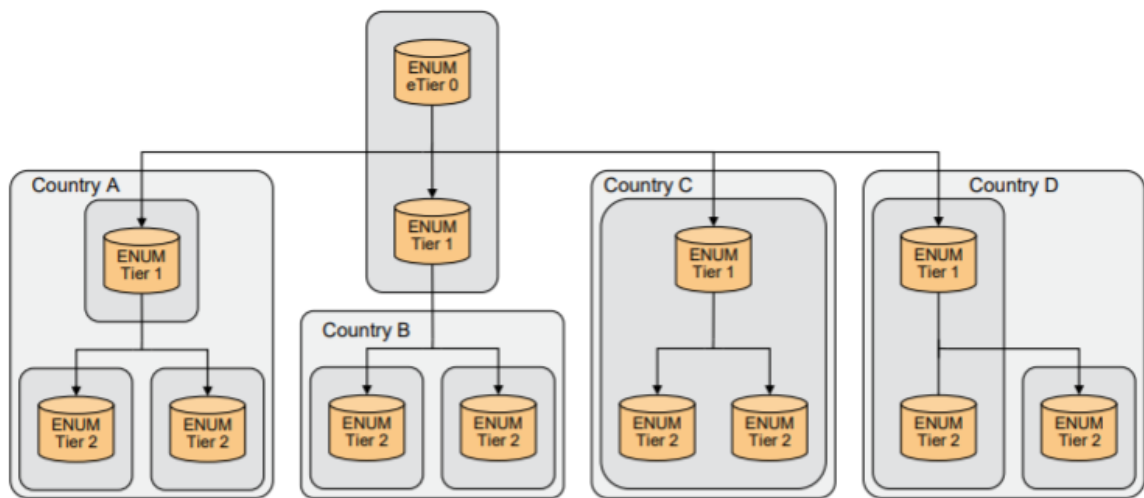 ENUM
eTier 0
Country A
Country C
Country D
ENUM
Tier 1
ENUM
Tier 1
ENUM
Tier 1
ENUM
Tier 1
Country B
ENUM
Tier 2
ENUM
Tier 2
ENUM
Tier 2
ENUM
Tier 2
ENUM
Tier 2
ENUM
Tier 2
ENUM
Tier 2
ENUM
Tier 2